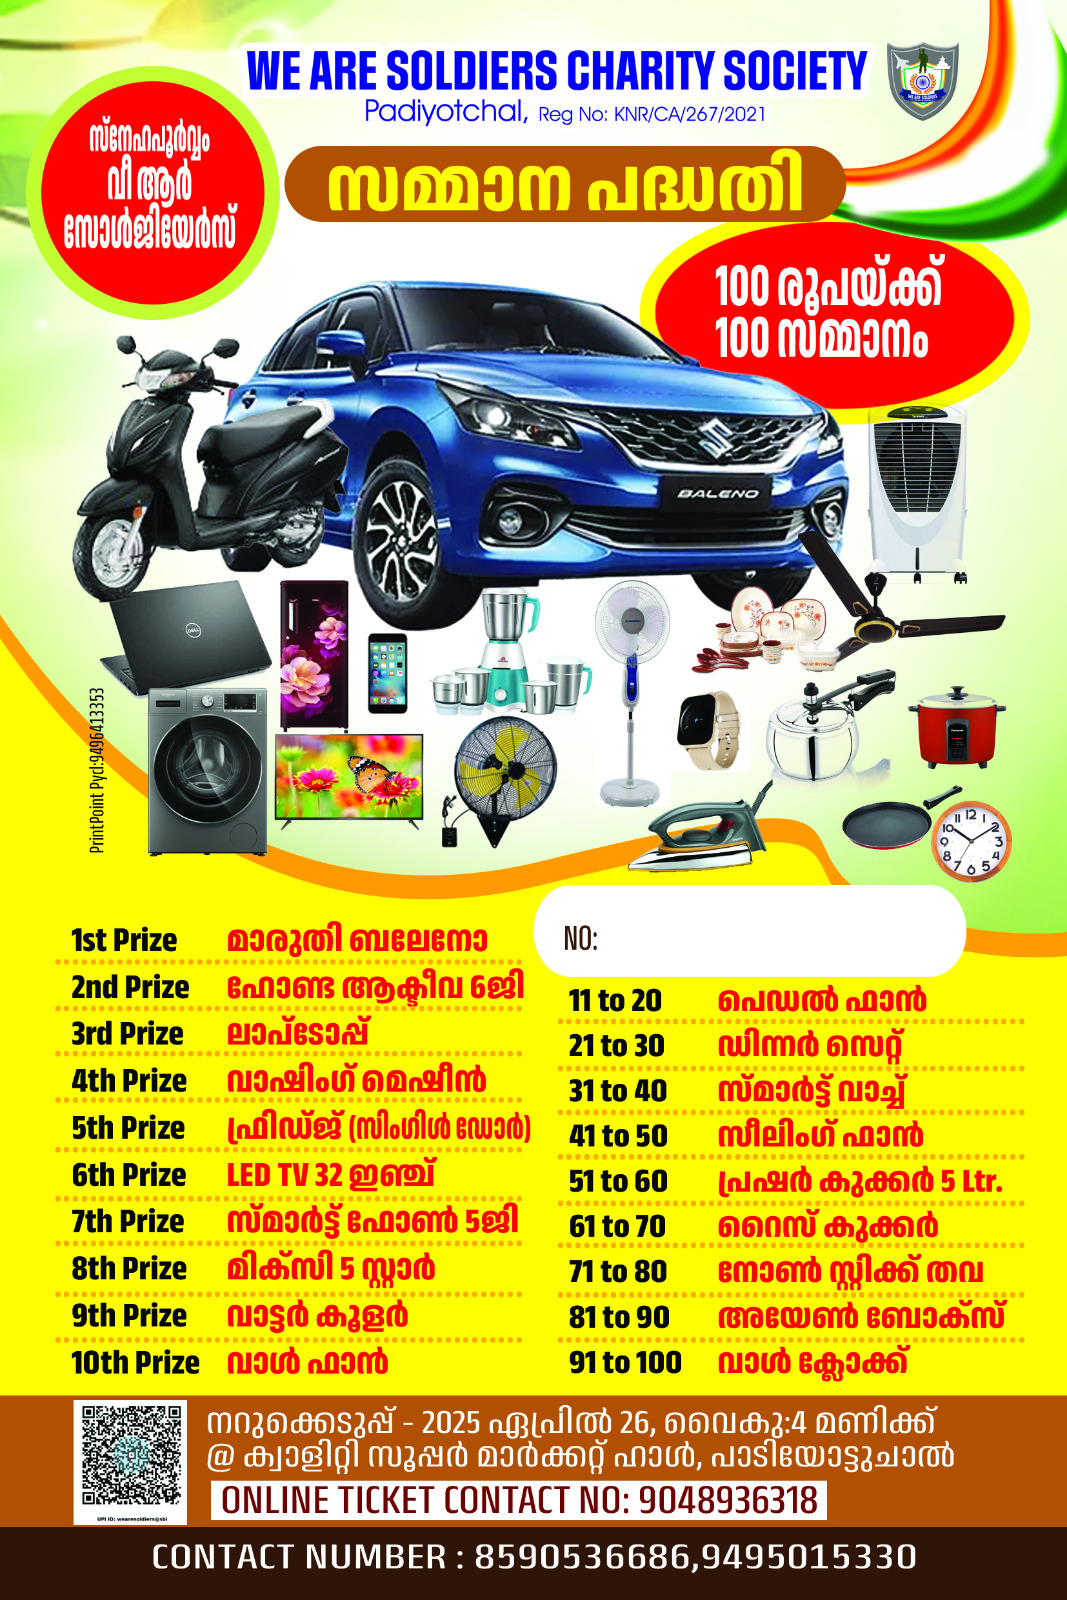 WE ARE SOLDIERS CHARITY SOCIETY
Padiyotchal, Reg No: KNR/CA/267/2021
സ്നേഹപൂർവ്വം
വീ ആർ
സോൾജിയേർസ്
സമ്മാന പദ്ധതി
100 രൂപയ്ക്ക്
100 സമ്മാനം
BALENO
DELL
PrintPoint Pyd:9496413353
NO:
1st Prize മാരുതി ബലേനോ
2nd Prize ഹോണ്ട ആക്ടീവ 6ജി
3rd Prize ലാപ്ടോപ്പ്
4th Prize വാഷിംഗ് മെഷീൻ
5th Prize ഫ്രിഡ്ജ് (സിംഗിൾ ഡോർ)
6th Prize LED TV 32 ഇഞ്ച്
7th Prize സ്മാർട്ട് ഫോൺ 5ജി
8th Prize മിക്സി 5 സ്റ്റാർ
9th Prize വാട്ടർ കൂളർ
10th Prize വാൾ ഫാൻ
11 to 20 പെഡൽ ഫാൻ
21 to 30 ഡിന്നർ സെറ്റ്
31 to 40 സ്മാർട്ട് വാച്ച്
41 to 50 സീലിംഗ് ഫാൻ
51 to 60 പ്രഷർ കുക്കർ 5 Ltr.
61 to 70 റൈസ് കുക്കർ
71 to 80 നോൺ സ്റ്റിക്ക് തവ
81 to 90 അയേൺ ബോക്സ്
91 to 100 വാൾ ക്ലോക്ക്
നറുക്കെടുപ്പ് - 2025 ഏപ്രിൽ 26, വൈകു:4 മണിക്ക്
@ ക്വാളിറ്റി സൂപ്പർ മാർക്കറ്റ് ഹാൾ, പാടിയോട്ടുചാൽ
ONLINE TICKET CONTACT NO: 9048936318
UPI ID: wearesoldiers@sbi
CONTACT NUMBER : 8590536686,9495015330